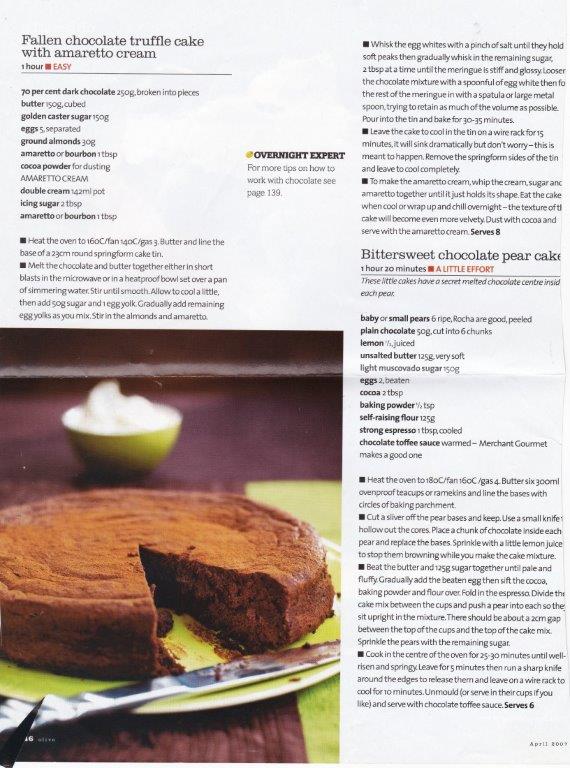 Fallen chocolate truffle cake
with amaretto cream
1 hour ■ EASY
70 per cent dark chocolate 250g, broken into pieces
butter 150g, cubed
golden caster sugar 150g
eggs 5, separated
ground almonds 30g
amaretto or bourbon 1 tbsp
cocoa powder for dusting
AMARETTO CREAM
double cream 142ml pot
icing sugar 2 tbsp
amaretto or bourbon 1 tbsp
■ Heat the oven to 160C/fan 140C/gas 3. Butter and line the
base of a 23cm round springform cake tin.
■ Melt the chocolate and butter together either in short
blasts in the microwave or in a heatproof bowl set over a pan
of simmering water. Stir until smooth. Allow to cool a little,
then add 50g sugar and 1 egg yolk. Gradually add remaining
egg yolks as you mix. Stir in the almonds and amaretto.
OVERNIGHT EXPERT
For more tips on how to
work with chocolate see
page 139.
■ Whisk the egg whites with a pinch of salt until they hold
soft peaks then gradually whisk in the remaining sugar,
2 tbsp at a time until the meringue is stiff and glossy. Loosen
the chocolate mixture with a spoonful of egg white then fo
the rest of the meringue in with a spatula or large metal
spoon, trying to retain as much of the volume as possible.
Pour into the tin and bake for 30-35 minutes.
■ Leave the cake to cool in the tin on a wire rack for 15
minutes, it will sink dramatically but don't worry – this is
meant to happen. Remove the springform sides of the tin
and leave to cool completely.
■ To make the amaretto cream, whip the cream, sugar and
amaretto together until it just holds its shape. Eat the cake
when cool or wrap up and chill overnight – the texture of th
cake will become even more velvety. Dust with cocoa and
serve with the amaretto cream. Serves 8
Bittersweet chocolate pear cake
1 hour 20 minutes ■ A LITTLE EFFORT
These little cakes have a secret melted chocolate centre insid
each pear.
baby or small pears 6 ripe, Rocha are good, peeled
plain chocolate 50g, cut into 6 chunks
lemon ½, juiced
unsalted butter 125g, very soft
light muscovado sugar 150g
eggs 2, beaten
cocoa 2 tbsp
baking powder ½ tsp
self-raising flour 125g
strong espresso 1 tbsp, cooled
chocolate toffee sauce warmed – Merchant Gourmet
makes a good one
■ Heat the oven to 180C/fan 160C/gas 4. Butter six 300ml
ovenproof teacups or ramekins and line the bases with
circles of baking parchment.
■ Cut a sliver off the pear bases and keep. Use a small knife t
hollow out the cores. Place a chunk of chocolate inside each
pear and replace the bases. Sprinkle with a little lemon juice
to stop them browning while you make the cake mixture.
■ Beat the butter and 125g sugar together until pale and
fluffy. Gradually add the beaten egg then sift the cocoa,
baking powder and flour over. Fold in the espresso. Divide the
cake mix between the cups and push a pear into each so they
sit upright in the mixture. There should be about a 2cm gap
between the top of the cups and the top of the cake mix.
Sprinkle the pears with the remaining sugar.
■ Cook in the centre of the oven for 25-30 minutes until well-
risen and springy. Leave for 5 minutes then run a sharp knife
around the edges to release them and leave on a wire rack to
cool for 10 minutes. Unmould (or serve in their cups if you
like) and serve with chocolate toffee sauce. Serves 6
olive
April 2007